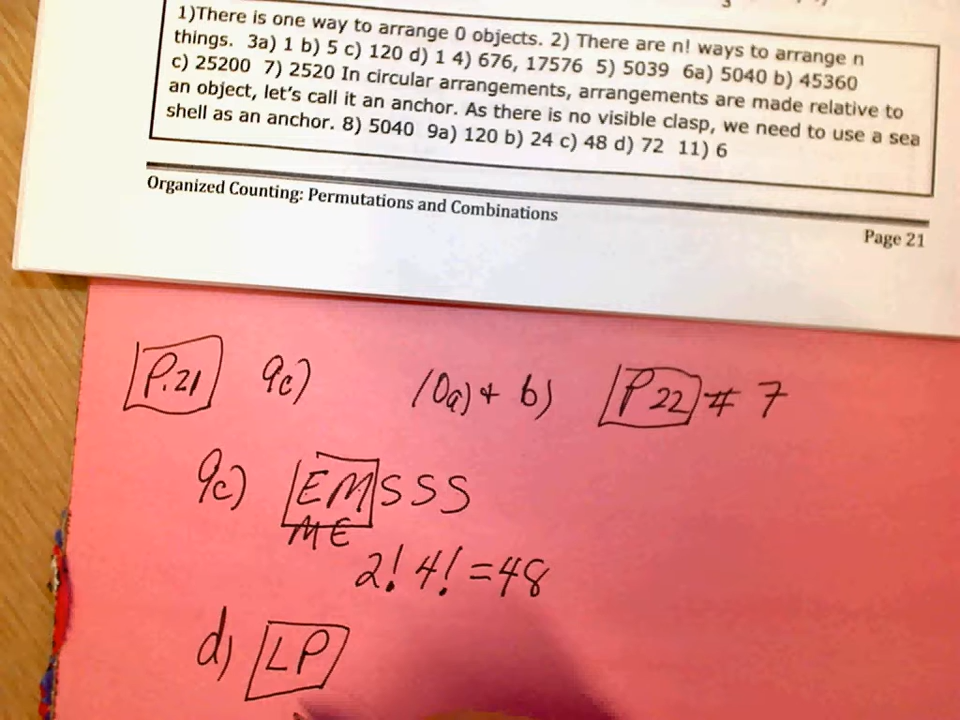 1)There is one way to arrange 0 objects. 2) There are n! ways to arrange n
things. 3a) 1 b) 5 c) 120 d) 1 4) 676, 17576 5) 5039 6a) 5040 b) 45360
c) 25200 7) 2520 In circular arrangements, arrangements are made relative to
an object, let's call it an anchor. As there is no visible clasp, we need to use a sea
shell as an anchor. 8) 5040 9a) 120 b) 24 c) 48 d) 72 11) 6
Organized Counting: Permutations and Combinations
Page 21
P.21 9c) 10a) + b) P 22 # 7
9c) EM SSS
ME
2! 4! = 48
d) LP